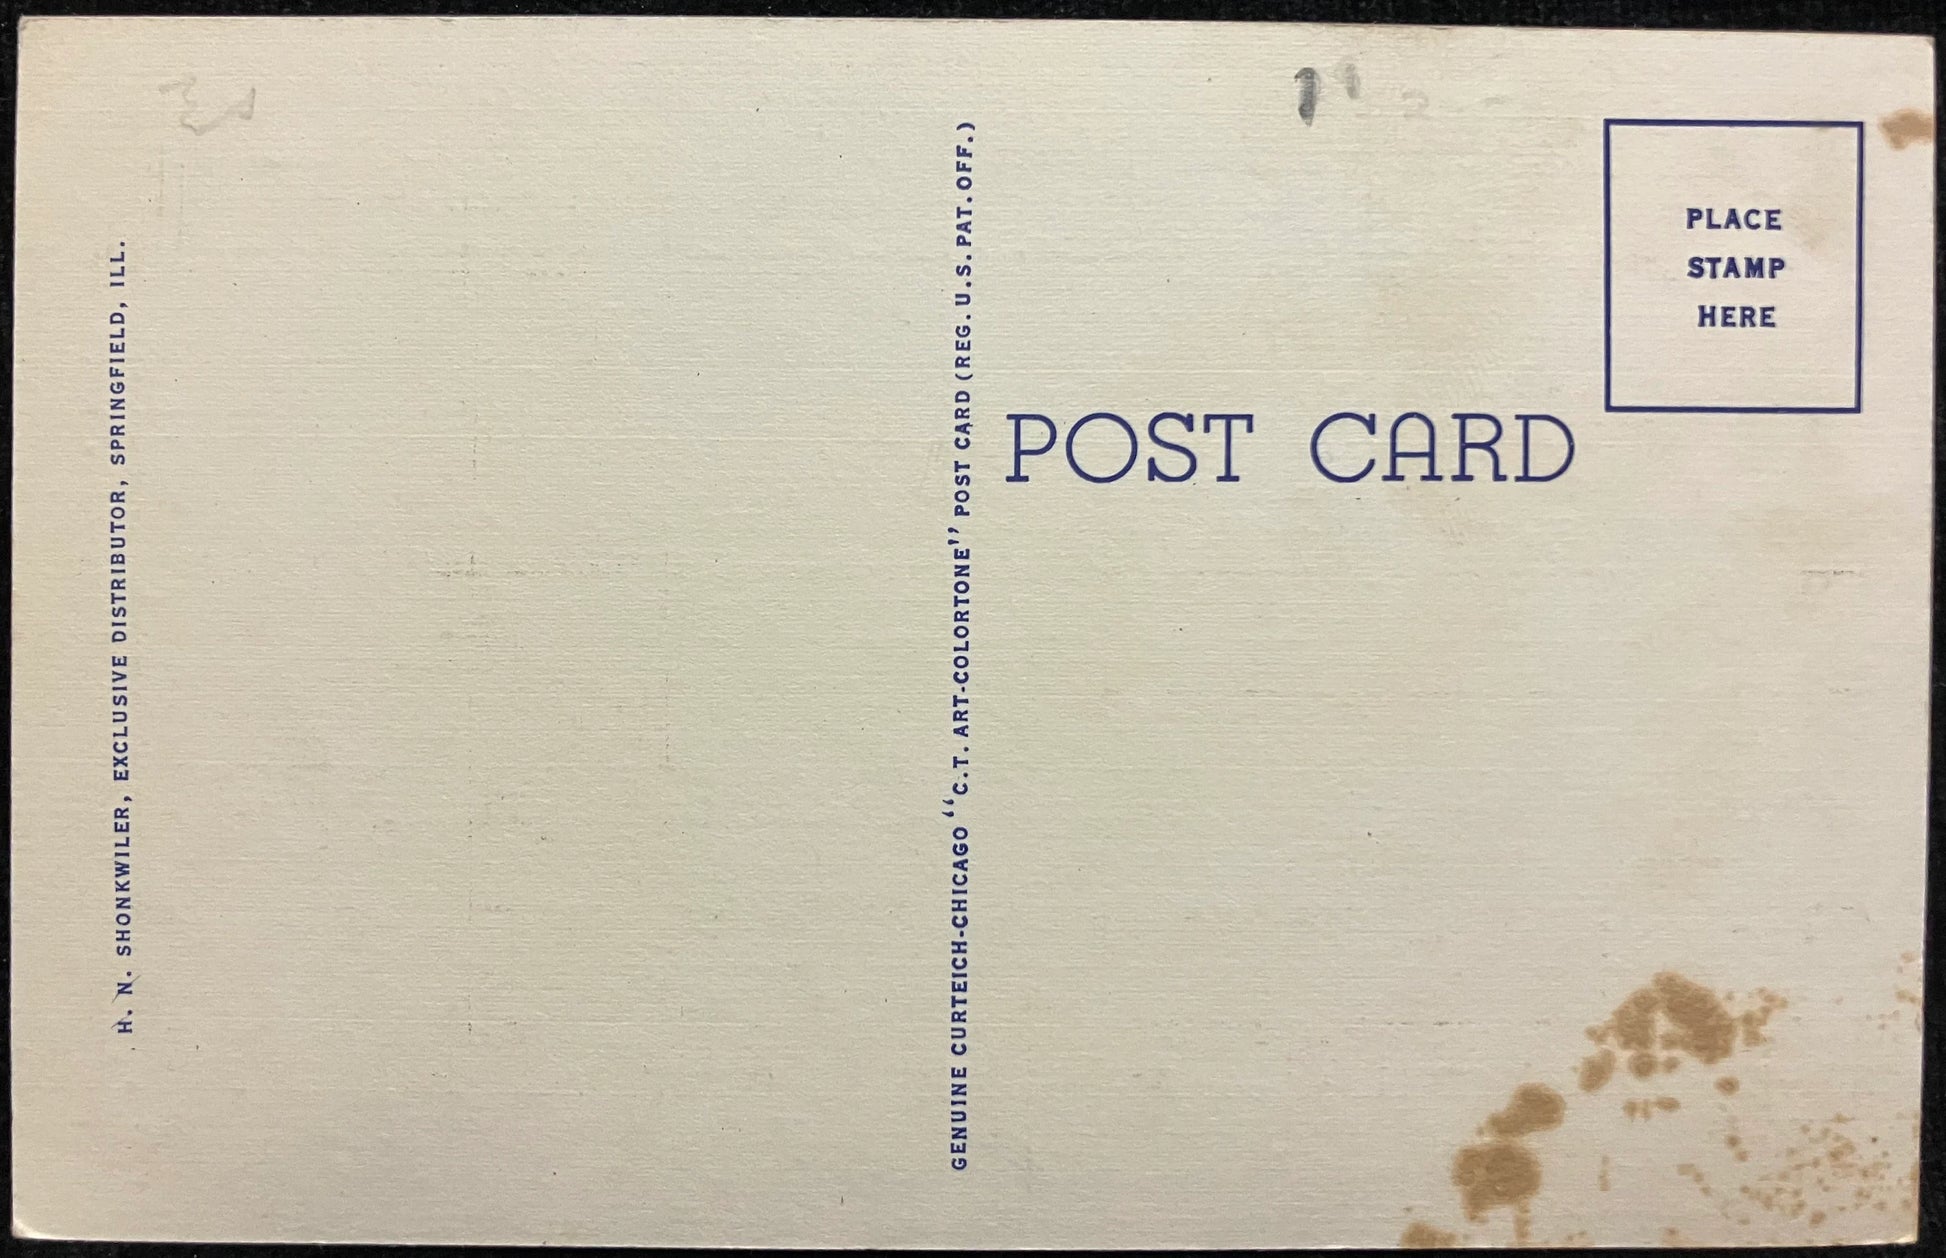 H. N. SHONKWILER, EXCLUSIVE DISTRIBUTOR, SPRINGFIELD, ILL.
GENUINE CURTEICH-CHICAGO "C.T. ART-COLORTONE" POST CARD (REG. U.S. PAT. OFF.)
POST CARD
PLACE
STAMP
HERE